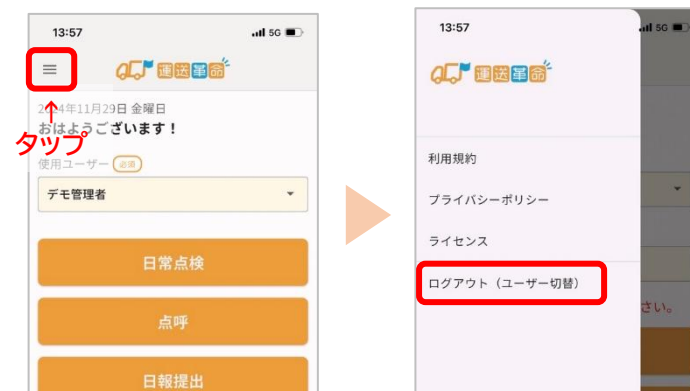 13:57
5G
運送革命
2024年11月29日 金曜日
おはようございます！
↑
タップ
使用ユーザー 必須
デモ管理者
日常点検
点呼
日報提出
13:57
5G
運送革命
利用規約
プライバシーポリシー
ライセンス
ログアウト（ユーザー切替）
さい。